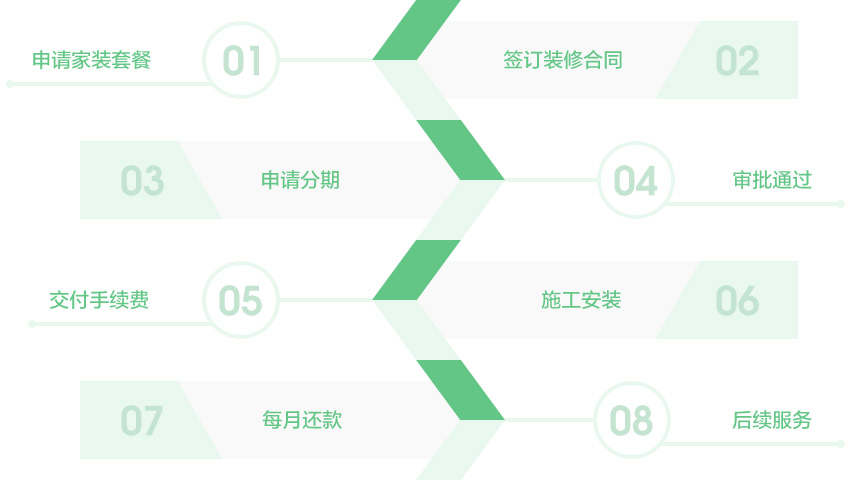 申请家装套餐
01
签订装修合同
02
03
申请分期
04
审批通过
交付手续费
05
施工安装
06
07
每月还款
08
后续服务